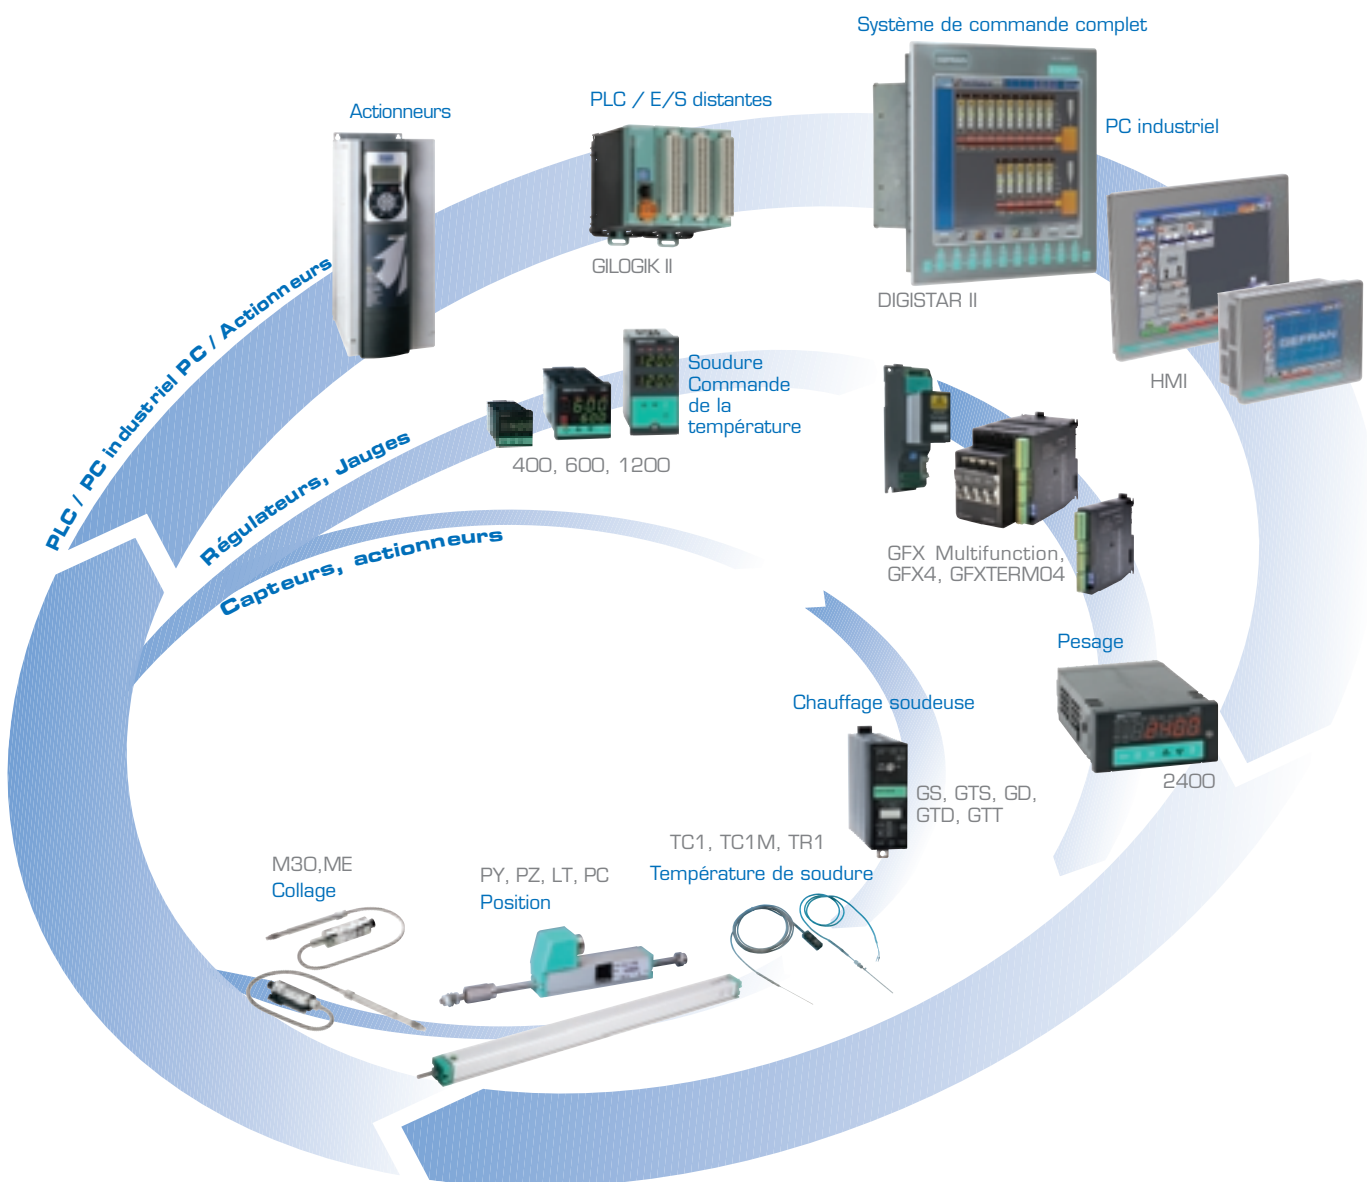 Système de commande complet
PLC / E/S distantes
Actionneurs
PC industriel
GILOGIK II
DIGISTAR II
HMI
GEFRAN
PLC / PC industriel PC / Actionneurs
Soudure
Commande
de la
température
400, 600, 1200
Régulateurs, Jauges
Capteurs, actionneurs
GFX Multifunction,
GFX4, GFXTERMO4
Pesage
2400
2400
Chauffage soudeuse
GS, GTS, GD,
GTD, GTT
TC1, TC1M, TR1
Température de soudure
M30,ME
Collage
PY, PZ, LT, PC
Position